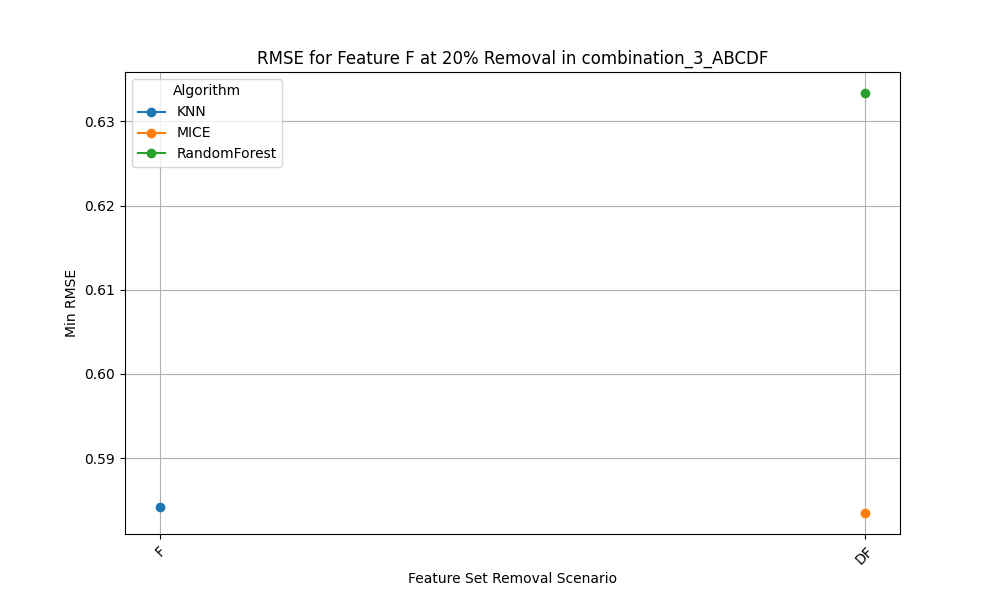 RMSE for Feature F at 20% Removal in combination_3_ABCDF
Algorithm
KNN
MICE
RandomForest
0.63
0.62
0.61
0.60
0.59
Min RMSE
F
DF
Feature Set Removal Scenario